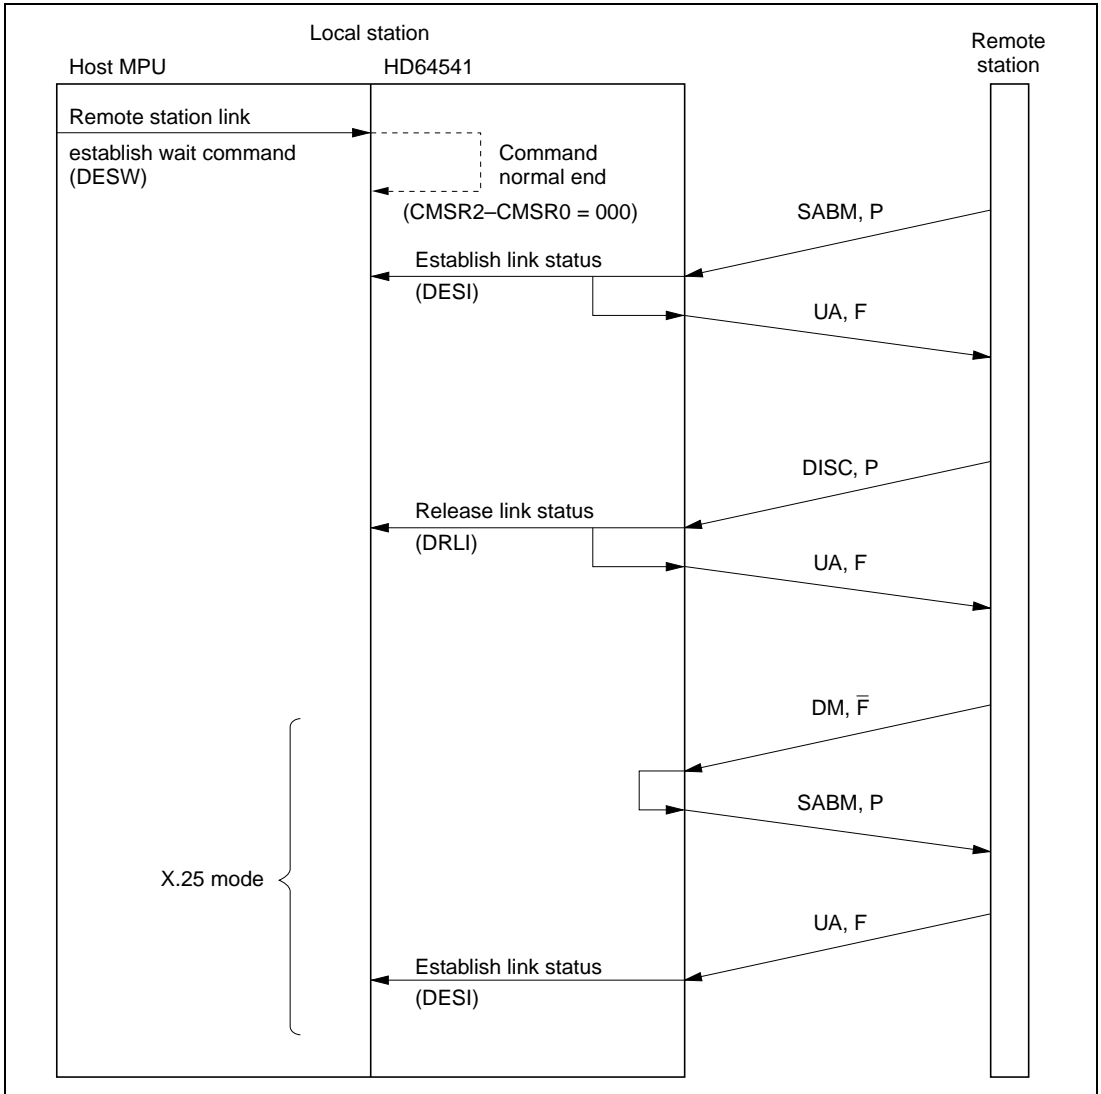 Local station
Remote
station
Host MPU
HD64541
Remote station link
establish wait command
(DESW)
Command
normal end
(CMSR2–CMSR0 = 000)
SABM, P
Establish link status
(DESI)
UA, F
DISC, P
Release link status
(DRLI)
UA, F
DM, F̅
SABM, P
X.25 mode
UA, F
Establish link status
(DESI)